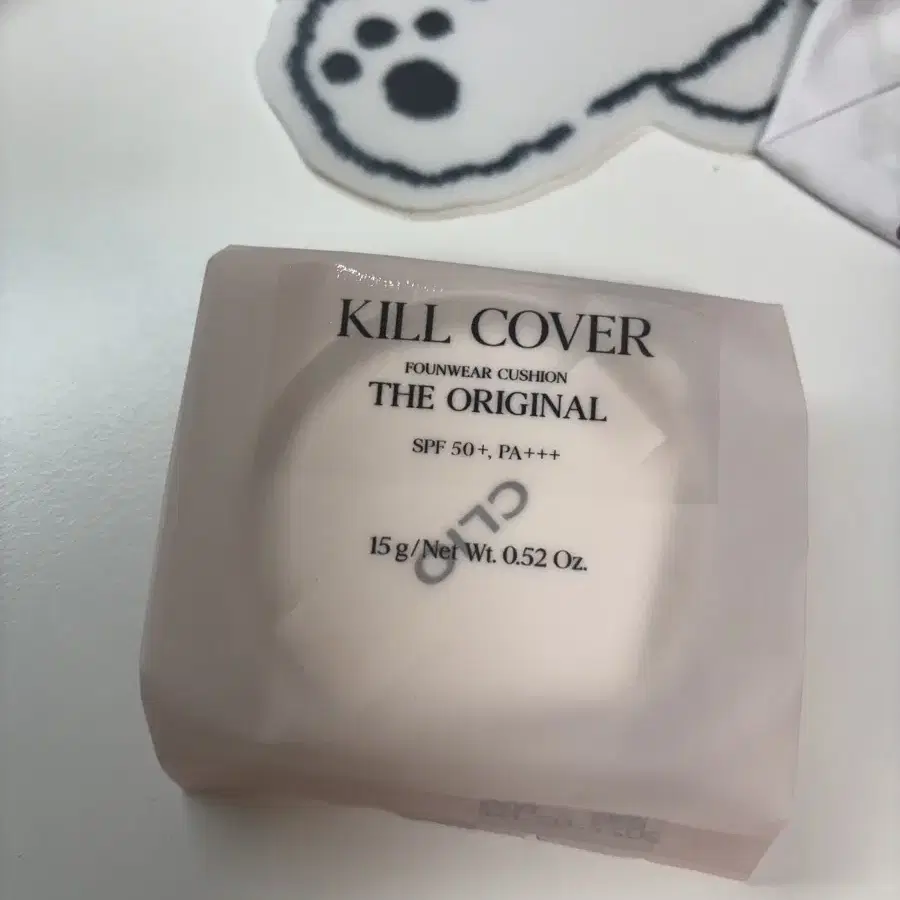 KILL COVER
FOUNWEAR CUSHION
THE ORIGINAL
SPF 50+, PA+++
CLIO
15 g/Net Wt. 0.52 Oz.